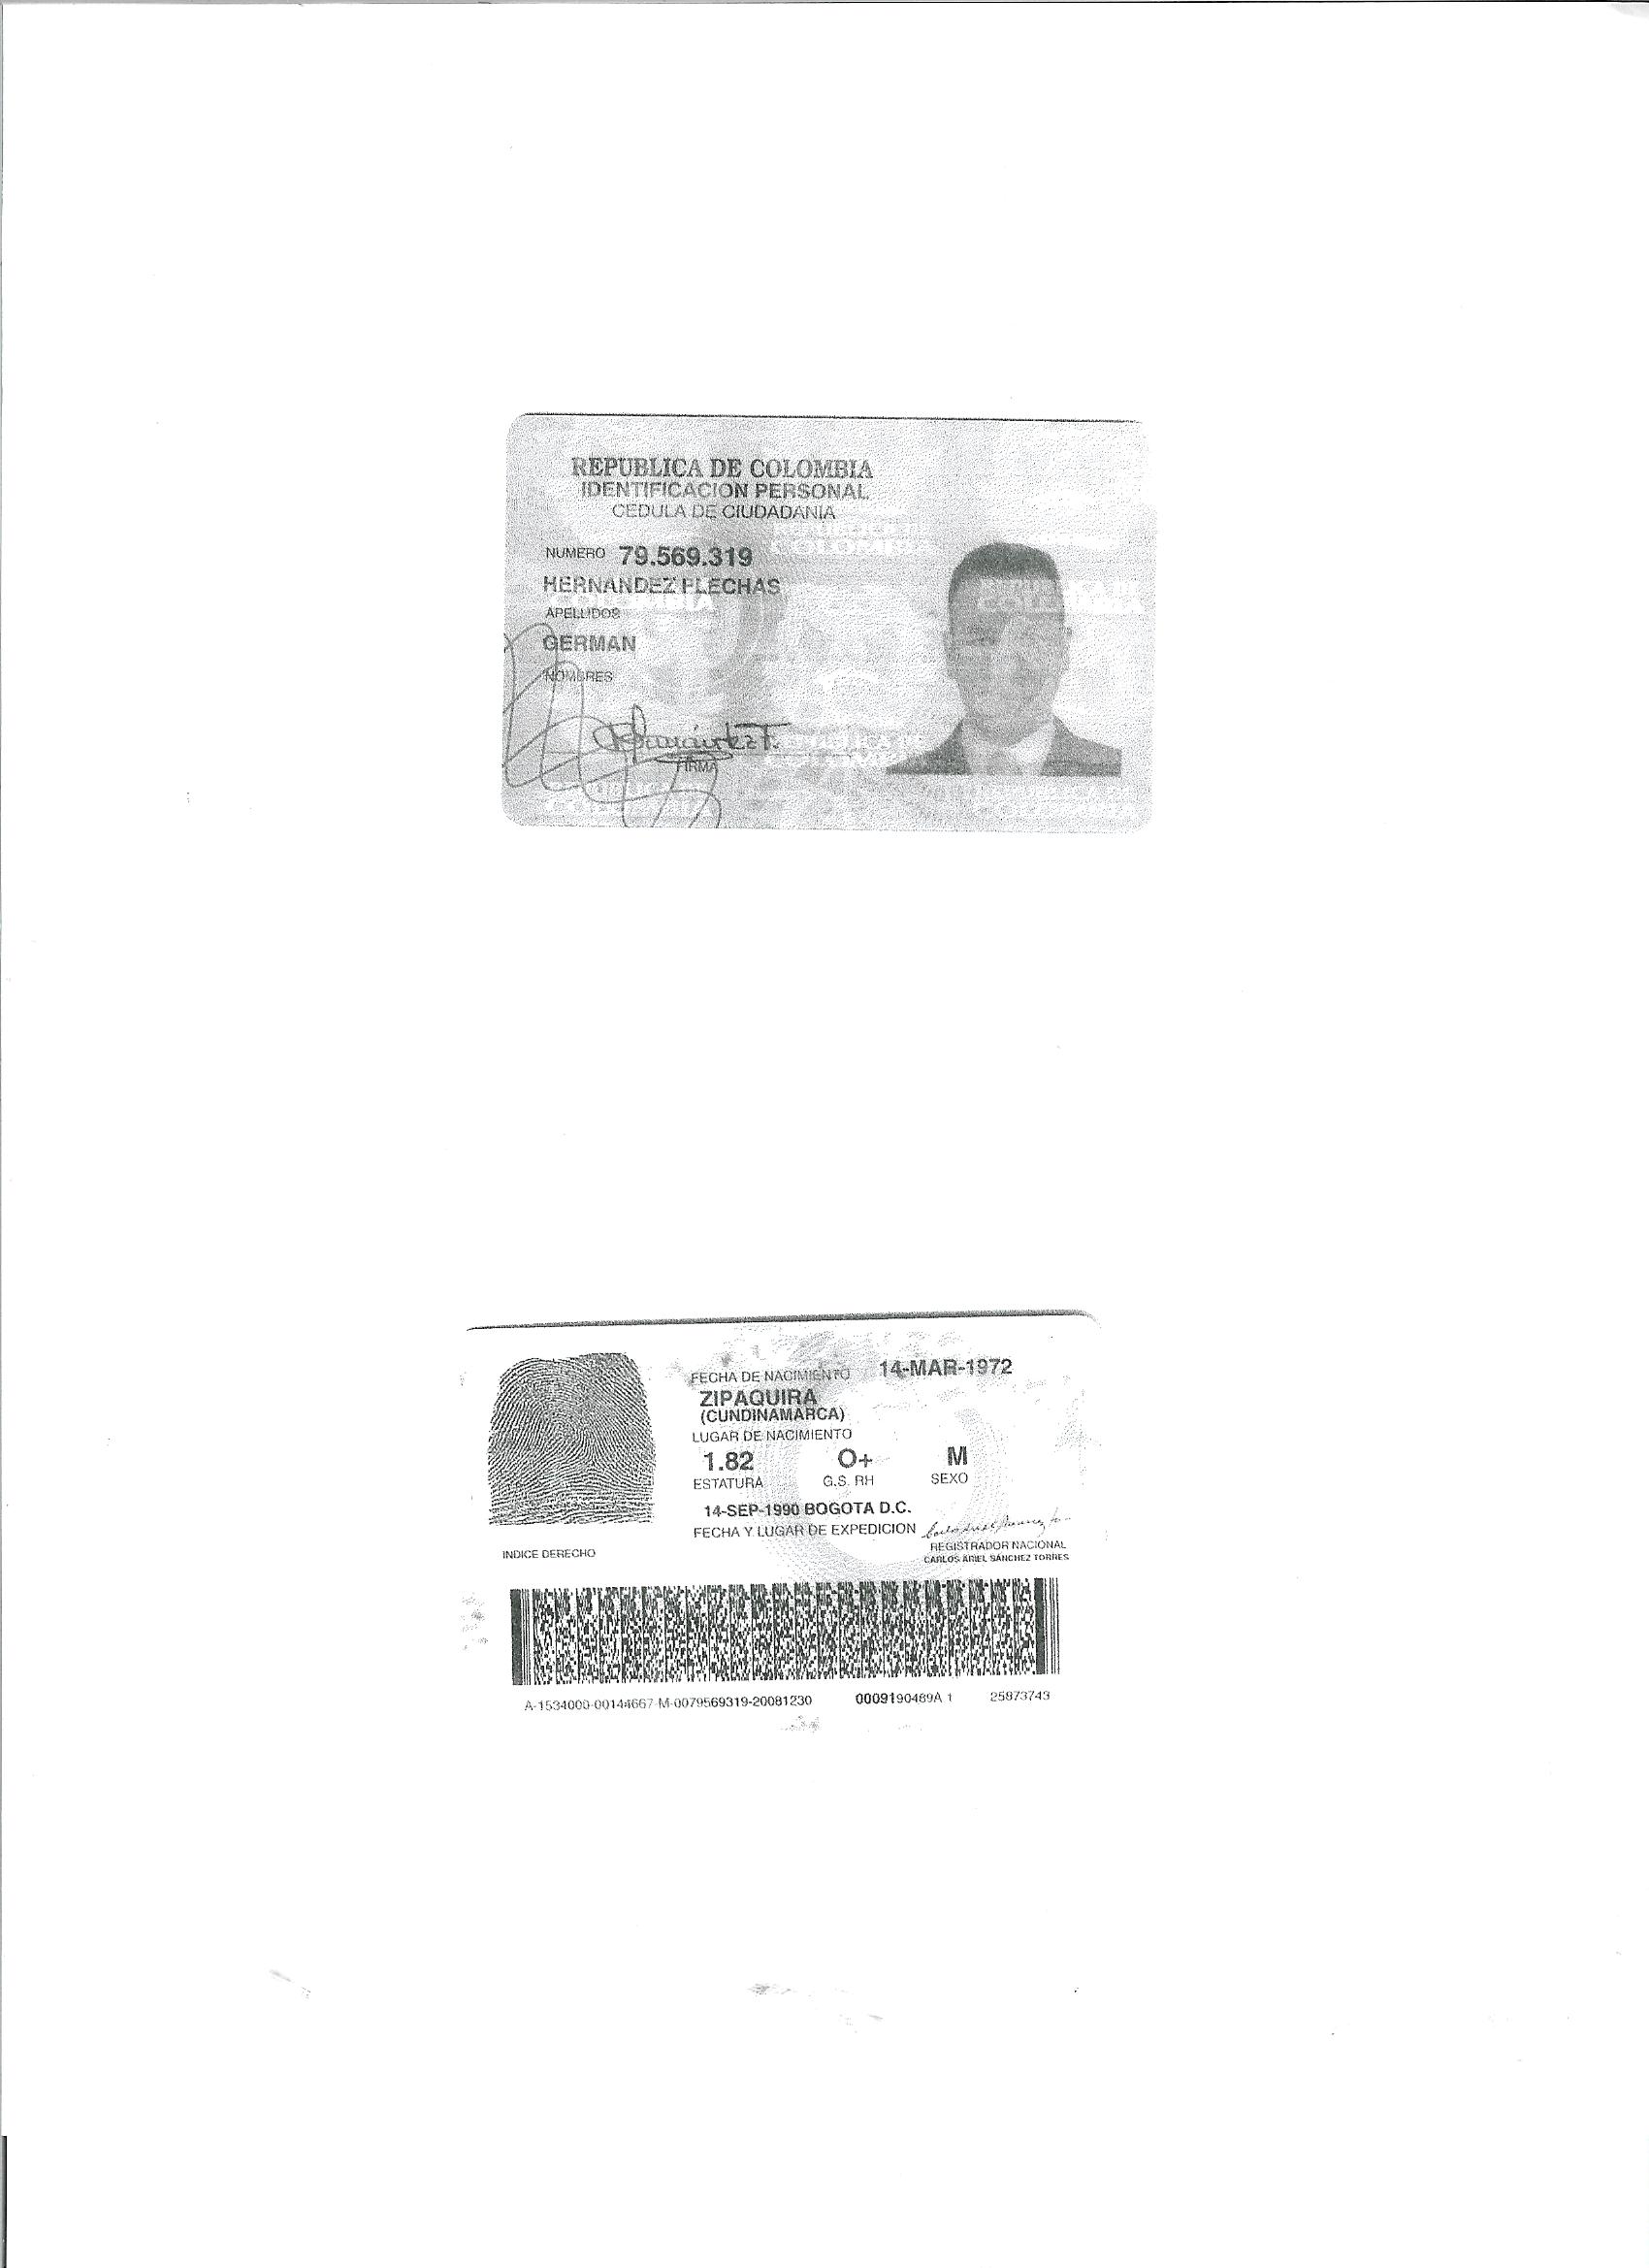 REPUBLICA DE COLOMBIA
IDENTIFICACION PERSONAL
CEDULA DE CIUDADANIA
NUMERO 79.569.319
HERNANDEZ FLECHAS
APELLIDOS
GERMAN
NOMBRES
FIRMA
FECHA DE NACIMIENTO 14-MAR-1972
ZIPAQUIRA
(CUNDINAMARCA)
LUGAR DE NACIMIENTO
1.82 O+ M
ESTATURA G.S. RH SEXO
14-SEP-1990 BOGOTA D.C.
FECHA Y LUGAR DE EXPEDICION
REGISTRADOR NACIONAL
CARLOS ARIEL SANCHEZ TORRES
INDICE DERECHO
A-1534000-00144667-M-0079569319-20081230 0009190489A 1 25873743